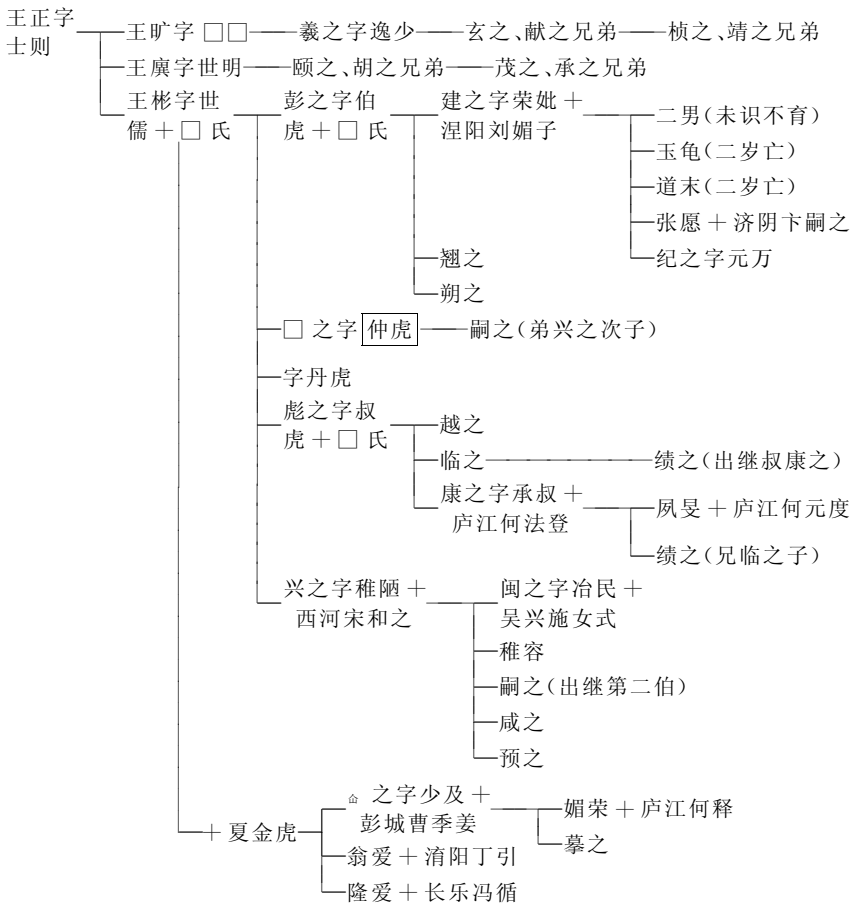 王正字
士则
王旷字□□ 羲之字逸少 玄之、献之兄弟 桢之、靖之兄弟
王廙字世明 颐之、胡之兄弟 茂之、承之兄弟
王彬字世
儒+□氏
彭之字伯
虎+□氏
建之字荣妣+
涅阳刘媚子
二男(未识不育)
玉龟(二岁亡)
道末(二岁亡)
张愿+济阴卞嗣之
纪之字元万
翘之
朔之
□之字仲虎 嗣之(弟兴之次子)
字丹虎
彪之字叔
虎+□氏
越之
临之 绩之(出继叔康之)
康之字承叔+
庐江何法登
夙旻+庐江何元度
绩之(兄临之子)
兴之字稚陋+
西河宋和之
闽之字冶民+
吴兴施女式
稚容
嗣之(出继第二伯)
咸之
预之
+夏金虎
仚之字少及+
彭城曹季姜
媚荣+庐江何释
摹之
翁爱+淯阳丁引
隆爱+长乐冯循